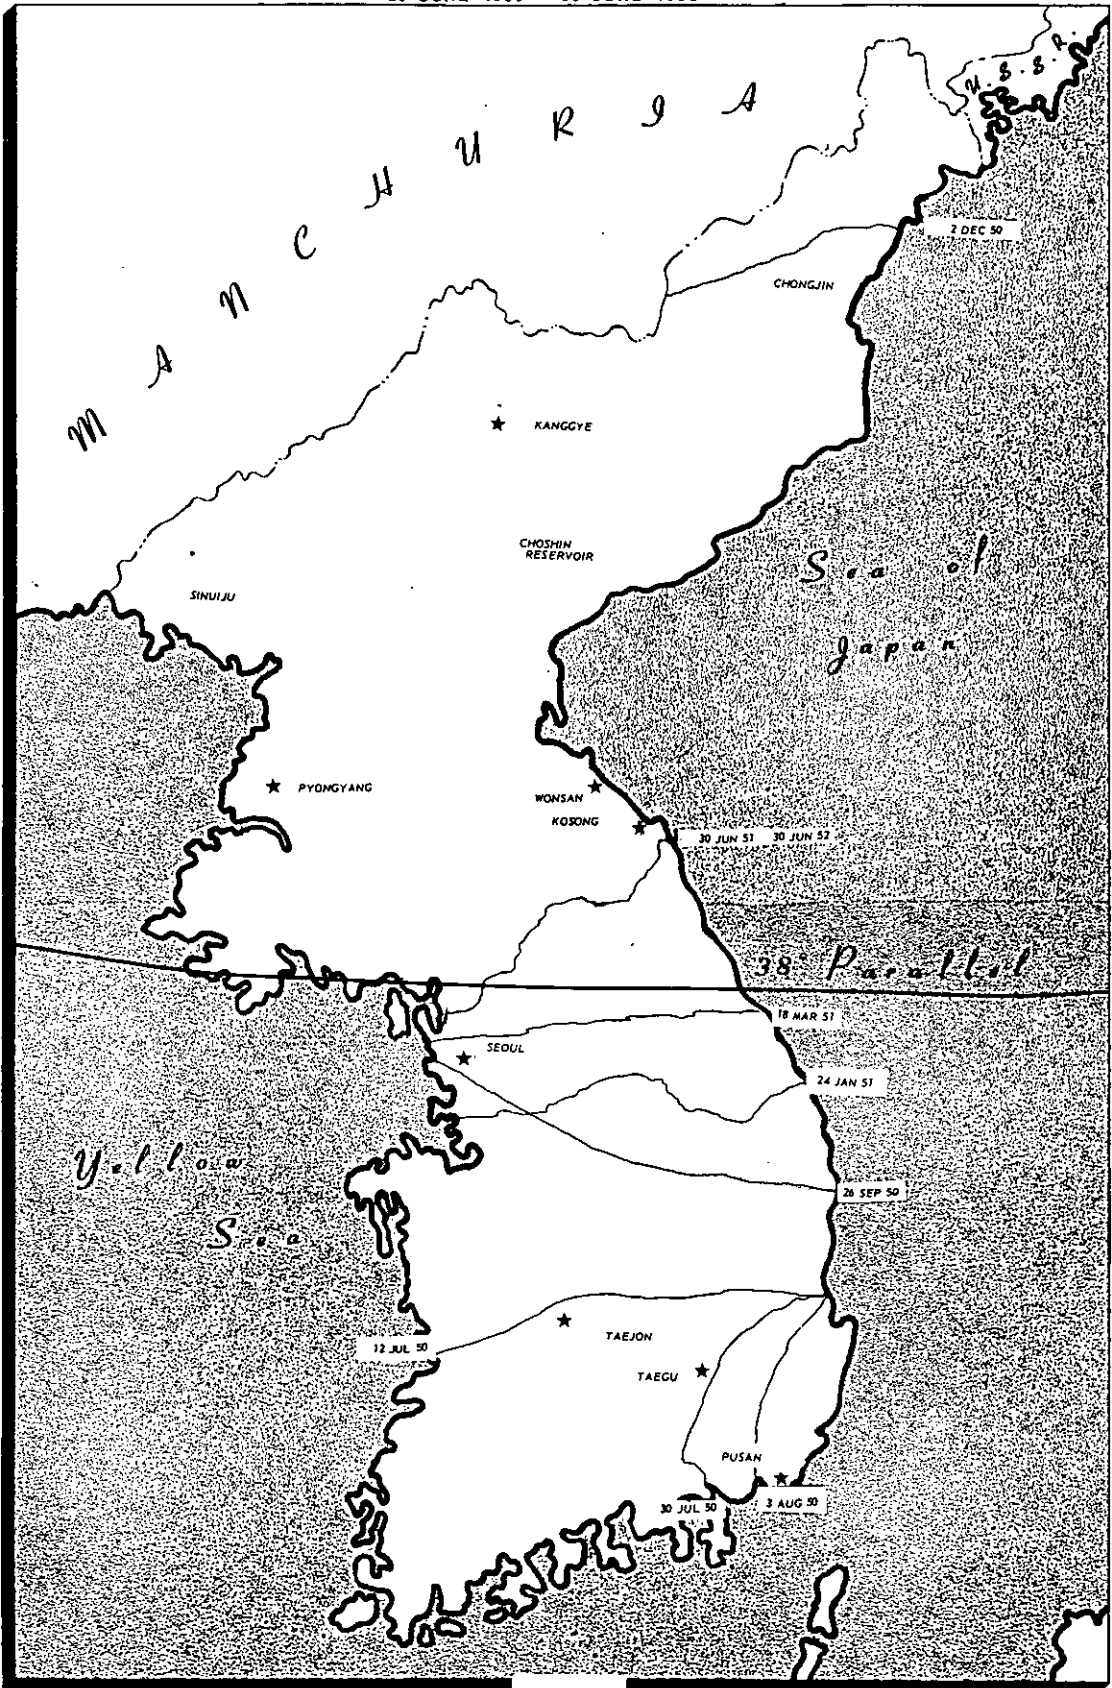 MANCHURIA
U.S.S.R.
2 DEC 50
CHONGJIN
KANGGYE
CHOSHIN
RESERVOIR
Sea of
Japan
SINUIJU
PYONGYANG
WONSAN
KOSONG
30 JUN 51 30 JUN 52
38° Parallel
18 MAR 51
SEOUL
24 JAN 51
Yellow
Sea
26 SEP 50
12 JUL 50
TAEJON
TAEGU
PUSAN
30 JUL 50
3 AUG 50